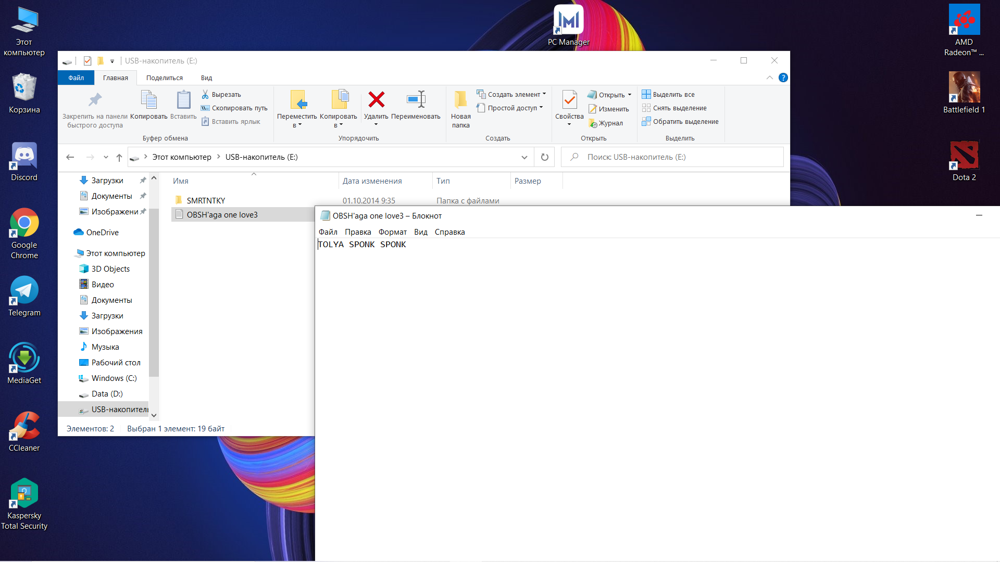 Этот
компьютер
Корзина
Discord
Google
Chrome
Telegram
MediaGet
CCleaner
Kaspersky
Total Security
PC Manager
AMD
Radeon™ ...
Battlefield 1
Dota 2
USB-накопитель (E:)
Файл
Главная
Поделиться
Вид
Закрепить на панели
быстрого доступа
Копировать
Вставить
Вырезать
Скопировать путь
Вставить ярлык
Буфер обмена
Переместить
в
Копировать
в
Удалить
Переименовать
Упорядочить
Новая
папка
Создать элемент
Простой доступ
Создать
Свойства
Открыть
Изменить
Журнал
Открыть
Выделить все
Снять выделение
Обратить выделение
Выделить
Этот компьютер
USB-накопитель (E:)
Поиск: USB-накопитель (E:)
Загрузки
Документы
Изображени
OneDrive
Этот компьютер
3D Objects
Видео
Документы
Загрузки
Изображения
Музыка
Рабочий стол
Windows (C:)
Data (D:)
USB-накопитель
Имя
Дата изменения
Тип
Размер
SMRTNTKY
01.10.2014 9:35
Папка с файлами
OBSH'aga one love3
Элементов: 2
Выбран 1 элемент: 19 байт
OBSH'aga one love3 – Блокнот
Файл
Правка
Формат
Вид
Справка
TOLYA SPONK SPONK